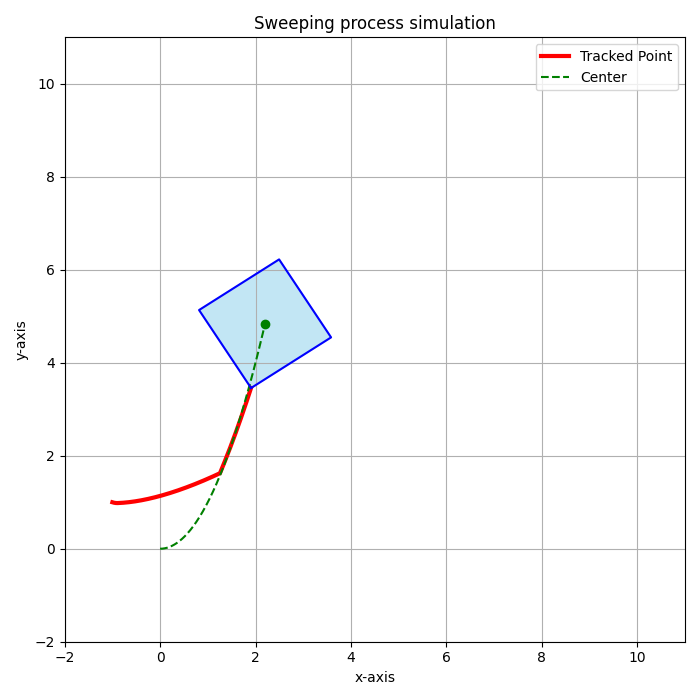 Sweeping process simulation
Tracked Point
Center
10
8
6
4
2
0
−2
y-axis
−2 0 2 4 6 8 10
x-axis